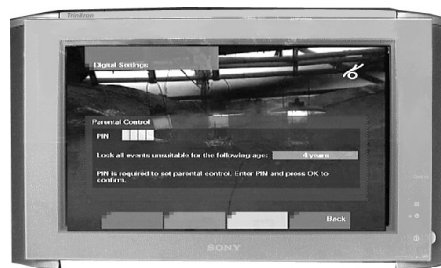 Trinitron
Digital Settings
Parental Control
PIN
Lock all events unsuitable for the following age: 4 years
PIN is required to set parental control. Enter PIN and press OK to
confirm.
Back
SONY